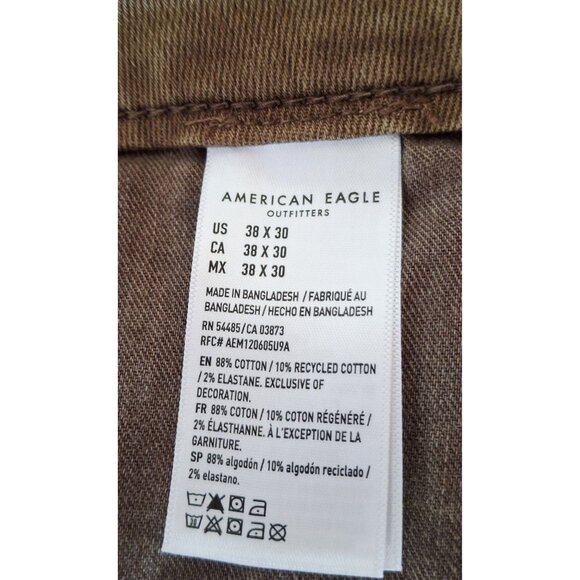 AMERICAN EAGLE
OUTFITTERS
US 38 X 30
CA 38 X 30
MX 38 X 30
MADE IN BANGLADESH / FABRIQUÉ AU
BANGLADESH / HECHO EN BANGLADESH
RN 54485/CA 03873
RFC# AEM120605U9A
EN 88% COTTON / 10% RECYCLED COTTON
/ 2% ELASTANE. EXCLUSIVE OF
DECORATION.
FR 88% COTON / 10% COTON RÉGÉNÉRÉ /
2% ÉLASTHANNE. À L'EXCEPTION DE LA
GARNITURE.
SP 88% algodón / 10% algodon reciclado /
2% elastano.